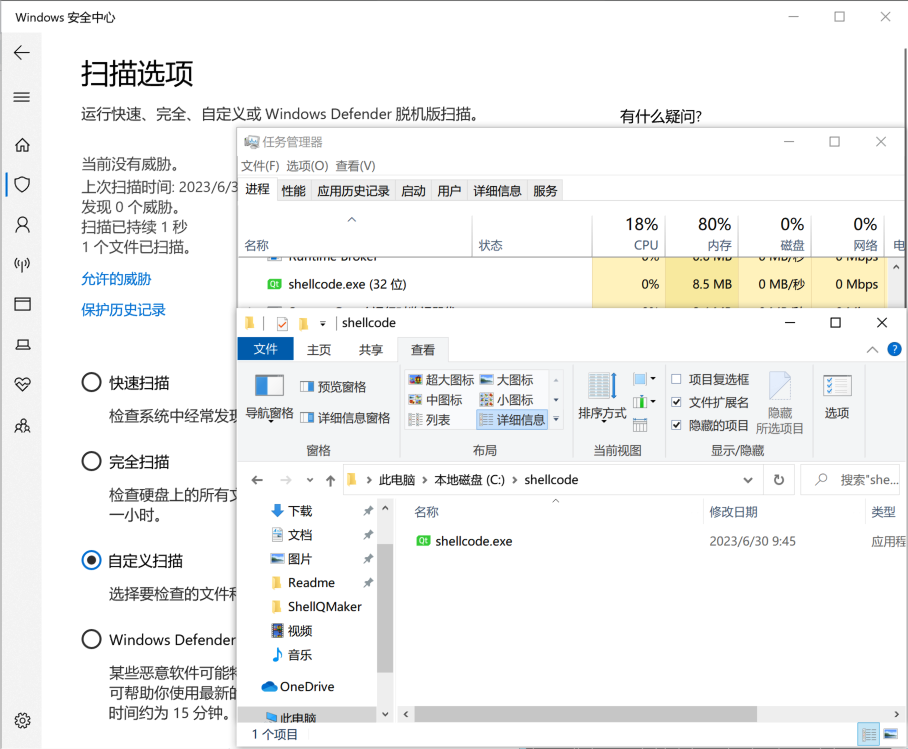 Windows 安全中心
扫描选项
运行快速、完全、自定义或 Windows Defender 脱机版扫描。
有什么疑问?
当前没有威胁。
上次扫描时间: 2023/6/3
发现 0 个威胁。
扫描已持续 1 秒
1 个文件已扫描。
允许的威胁
保护历史记录
快速扫描
检查系统中经常发现
完全扫描
检查硬盘上的所有文
一小时。
自定义扫描
选择要检查的文件和
Windows Defender
某些恶意软件可能特
可帮助你使用最新的
时间约为 15 分钟。
任务管理器
文件(F) 选项(O) 查看(V)
进程 性能 应用历史记录 启动 用户 详细信息 服务
18% 80% 0% 0%
名称 状态 CPU 内存 磁盘 网络 电
Runtime Broker 0% 6.6 MB 0 MB/秒 0 Mbps
shellcode.exe (32 位) 0% 8.5 MB 0 MB/秒 0 Mbps
shellcode
文件 主页 共享 查看
导航窗格
预览窗格
详细信息窗格
窗格
超大图标 大图标
中图标 小图标
列表 详细信息
布局
排序方式
当前视图
项目复选框
文件扩展名
隐藏的项目
隐藏
所选项目
显示/隐藏
选项
此电脑 本地磁盘 (C:) shellcode
搜索"she...
下载
文档
图片
Readme
ShellQMaker
视频
音乐
OneDrive
此电脑
名称 修改日期 类型
shellcode.exe 2023/6/30 9:45 应用程
1 个项目